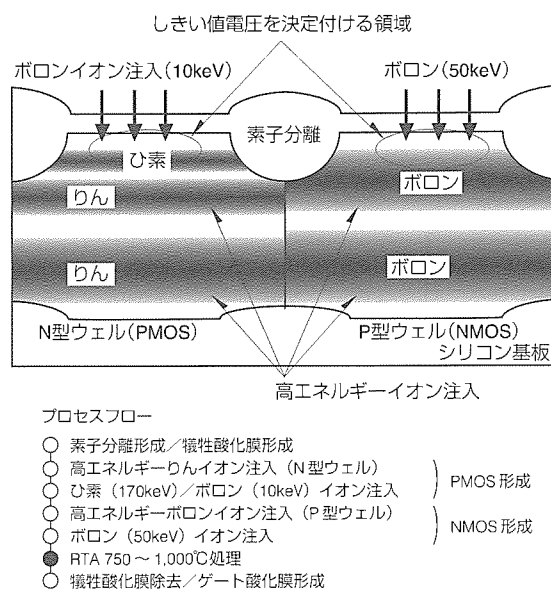 しきい値電圧を決定付ける領域
ボロンイオン注入(10keV)
ボロン(50keV)
素子分離
ひ素
ボロン
りん
りん
ボロン
N型ウェル(PMOS)
P型ウェル(NMOS)
シリコン基板
高エネルギーイオン注入
プロセスフロー
素子分離形成/犠牲酸化膜形成
高エネルギーりんイオン注入(N型ウェル)
ひ素(170keV)/ボロン(10keV)イオン注入
PMOS形成
高エネルギーボロンイオン注入(P型ウェル)
ボロン(50keV)イオン注入
NMOS形成
RTA 750~1,000℃処理
犠牲酸化膜除去/ゲート酸化膜形成